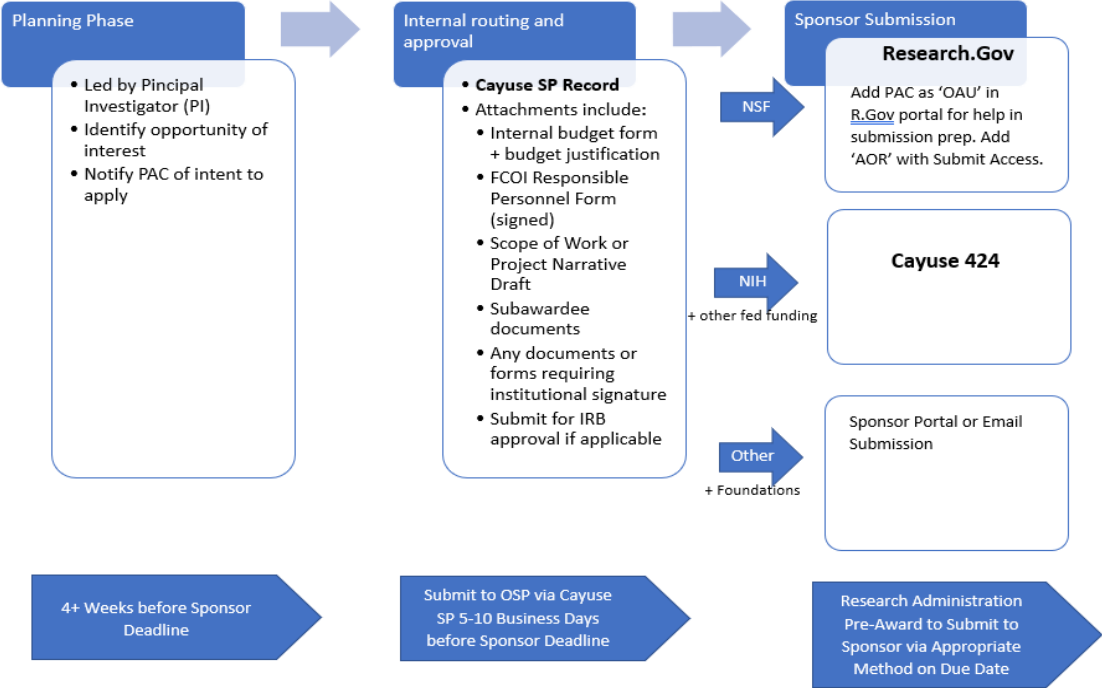 Planning Phase
• Led by Pincipal
Investigator (PI)
• Identify opportunity of
interest
• Notify PAC of intent to
apply
4+ Weeks before Sponsor
Deadline
Internal routing and
approval
• Cayuse SP Record
• Attachments include:
• Internal budget form
+ budget justification
• FCOI Responsible
Personnel Form
(signed)
• Scope of Work or
Project Narrative
Draft
• Subawardee
documents
• Any documents or
forms requiring
institutional signature
• Submit for IRB
approval if applicable
Submit to OSP via Cayuse
SP 5-10 Business Days
before Sponsor Deadline
Sponsor Submission
NSF
Research.Gov
Add PAC as ‘OAU’ in
R.Gov portal for help in
submission prep. Add
‘AOR’ with Submit Access.
NIH
+ other fed funding
Cayuse 424
Other
+ Foundations
Sponsor Portal or Email
Submission
Research Administration
Pre-Award to Submit to
Sponsor via Appropriate
Method on Due Date